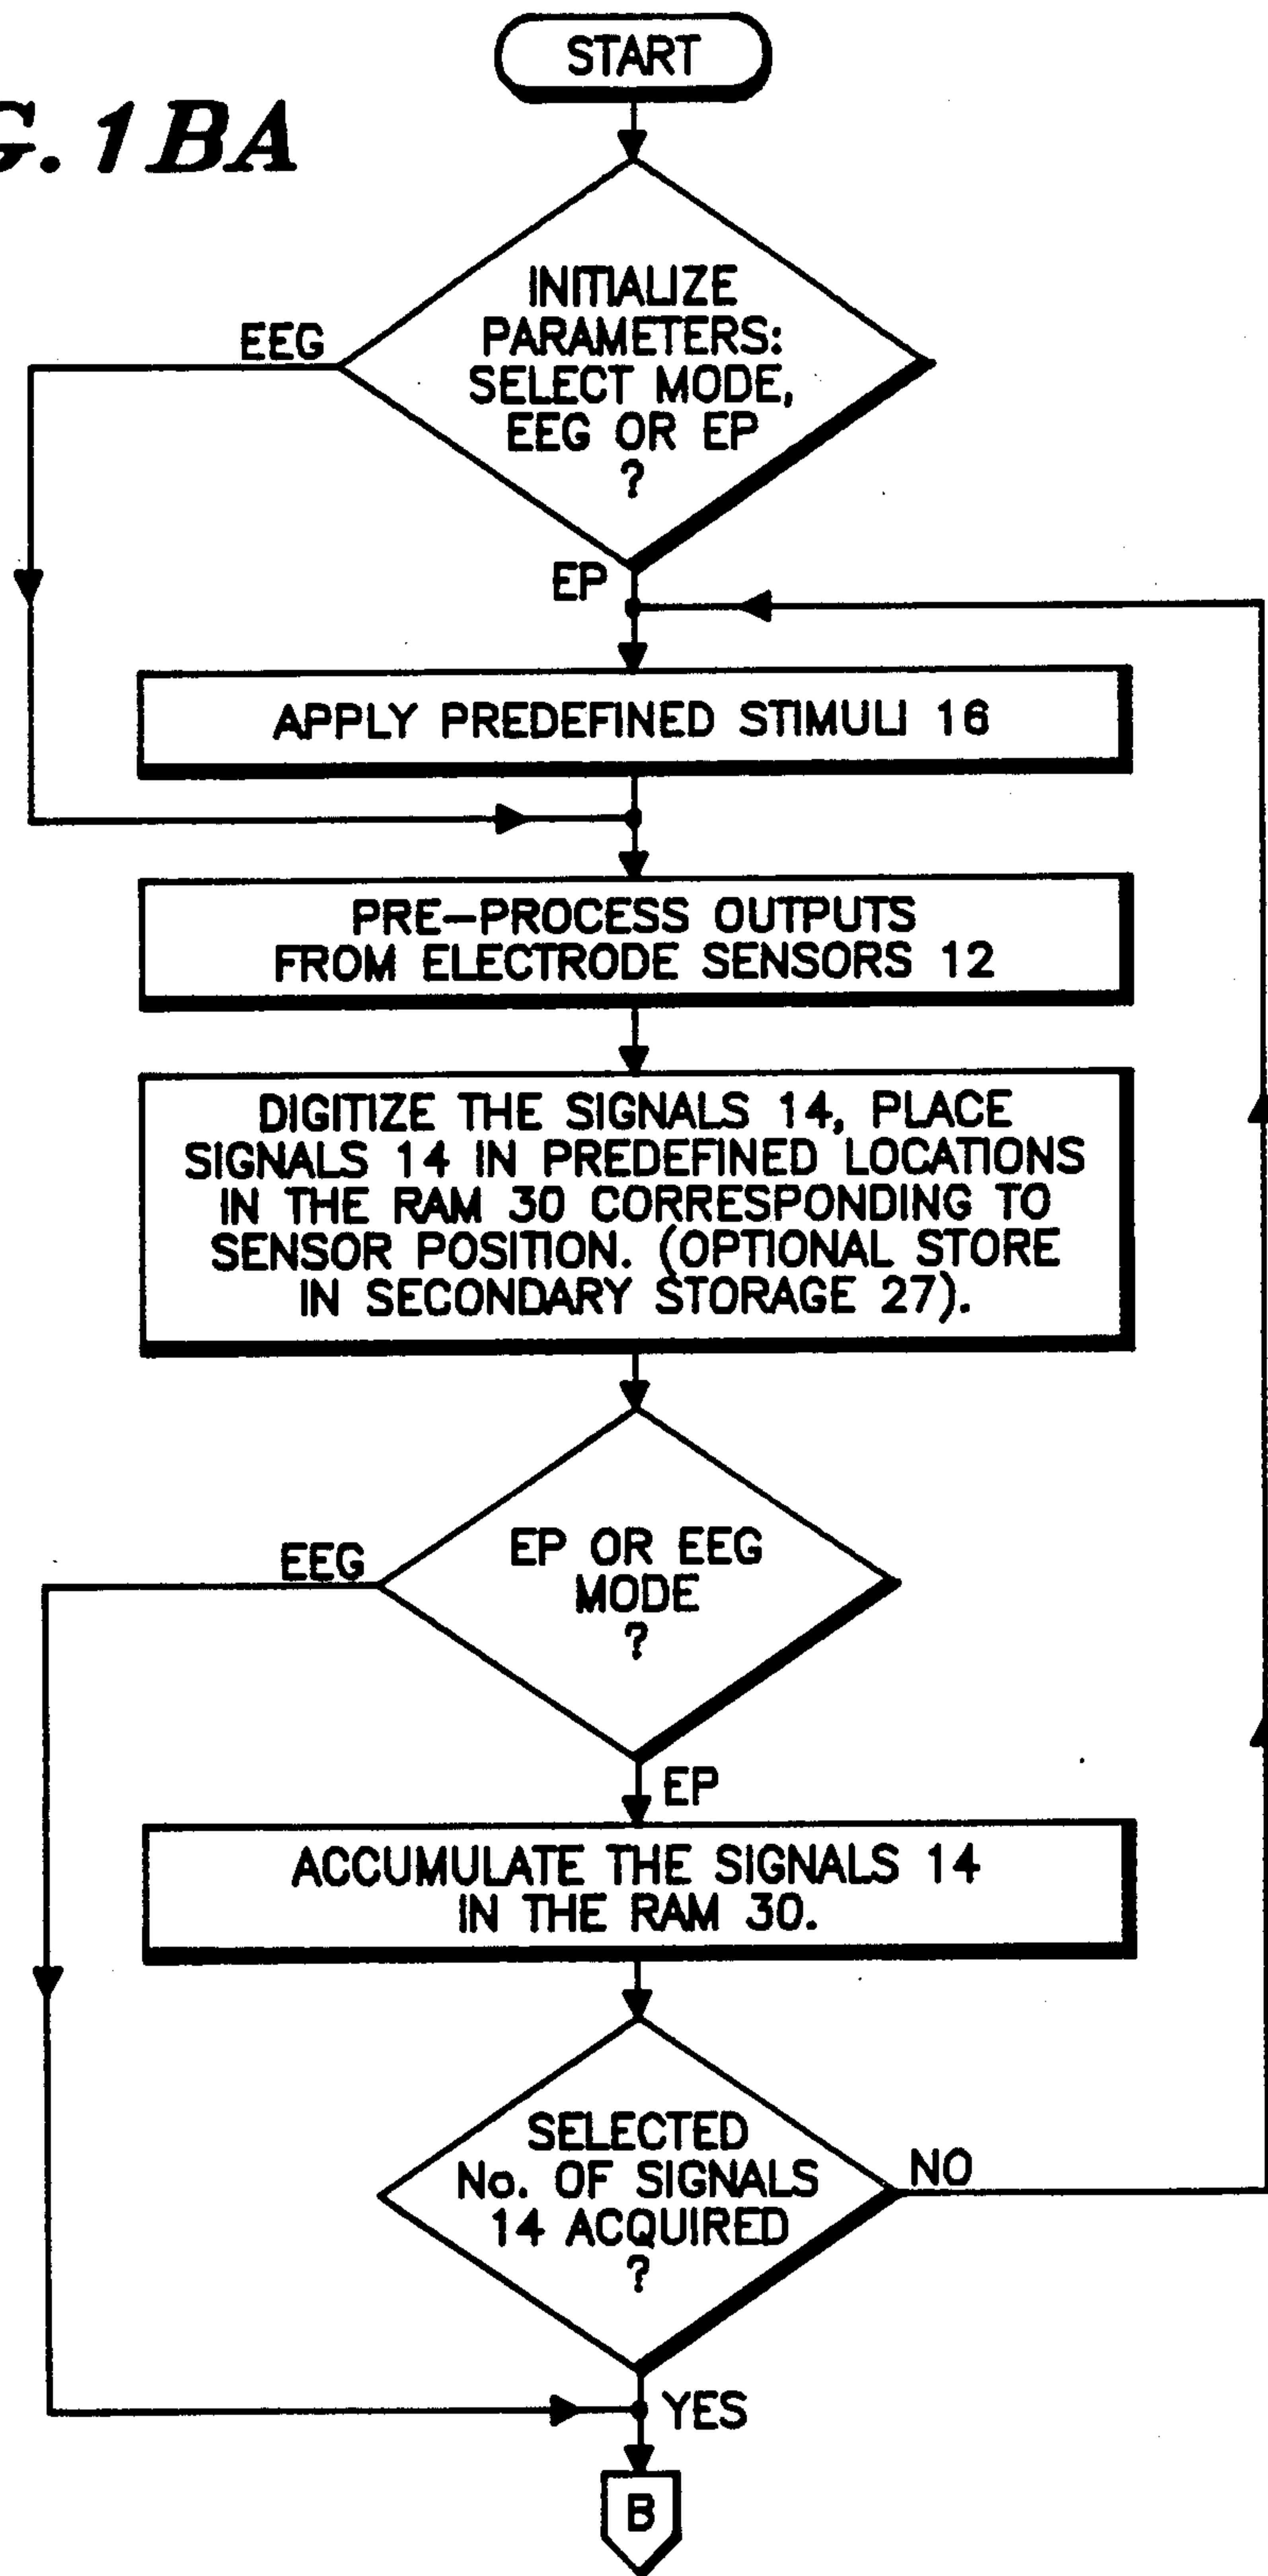 G. 1BA
START
INITIALIZE
PARAMETERS:
SELECT MODE,
EEG OR EP
?
EEG
EP
APPLY PREDEFINED STIMULI 16
PRE-PROCESS OUTPUTS
FROM ELECTRODE SENSORS 12
DIGITIZE THE SIGNALS 14, PLACE
SIGNALS 14 IN PREDEFINED LOCATIONS
IN THE RAM 30 CORRESPONDING TO
SENSOR POSITION. (OPTIONAL STORE
IN SECONDARY STORAGE 27).
EP OR EEG
MODE
?
EEG
EP
ACCUMULATE THE SIGNALS 14
IN THE RAM 30.
SELECTED
No. OF SIGNALS
14 ACQUIRED
?
NO
YES
B